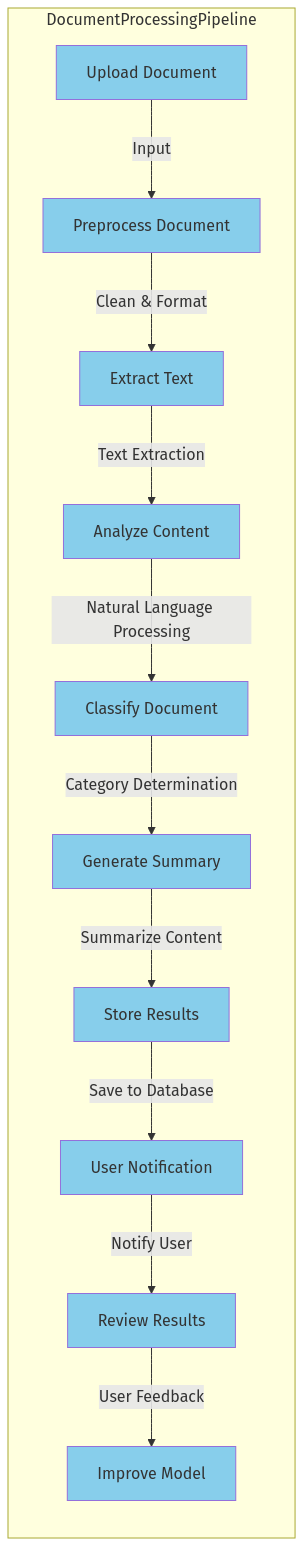 DocumentProcessingPipeline
Upload Document
Input
Preprocess Document
Clean & Format
Extract Text
Text Extraction
Analyze Content
Natural Language
Processing
Classify Document
Category Determination
Generate Summary
Summarize Content
Store Results
Save to Database
User Notification
Notify User
Review Results
User Feedback
Improve Model